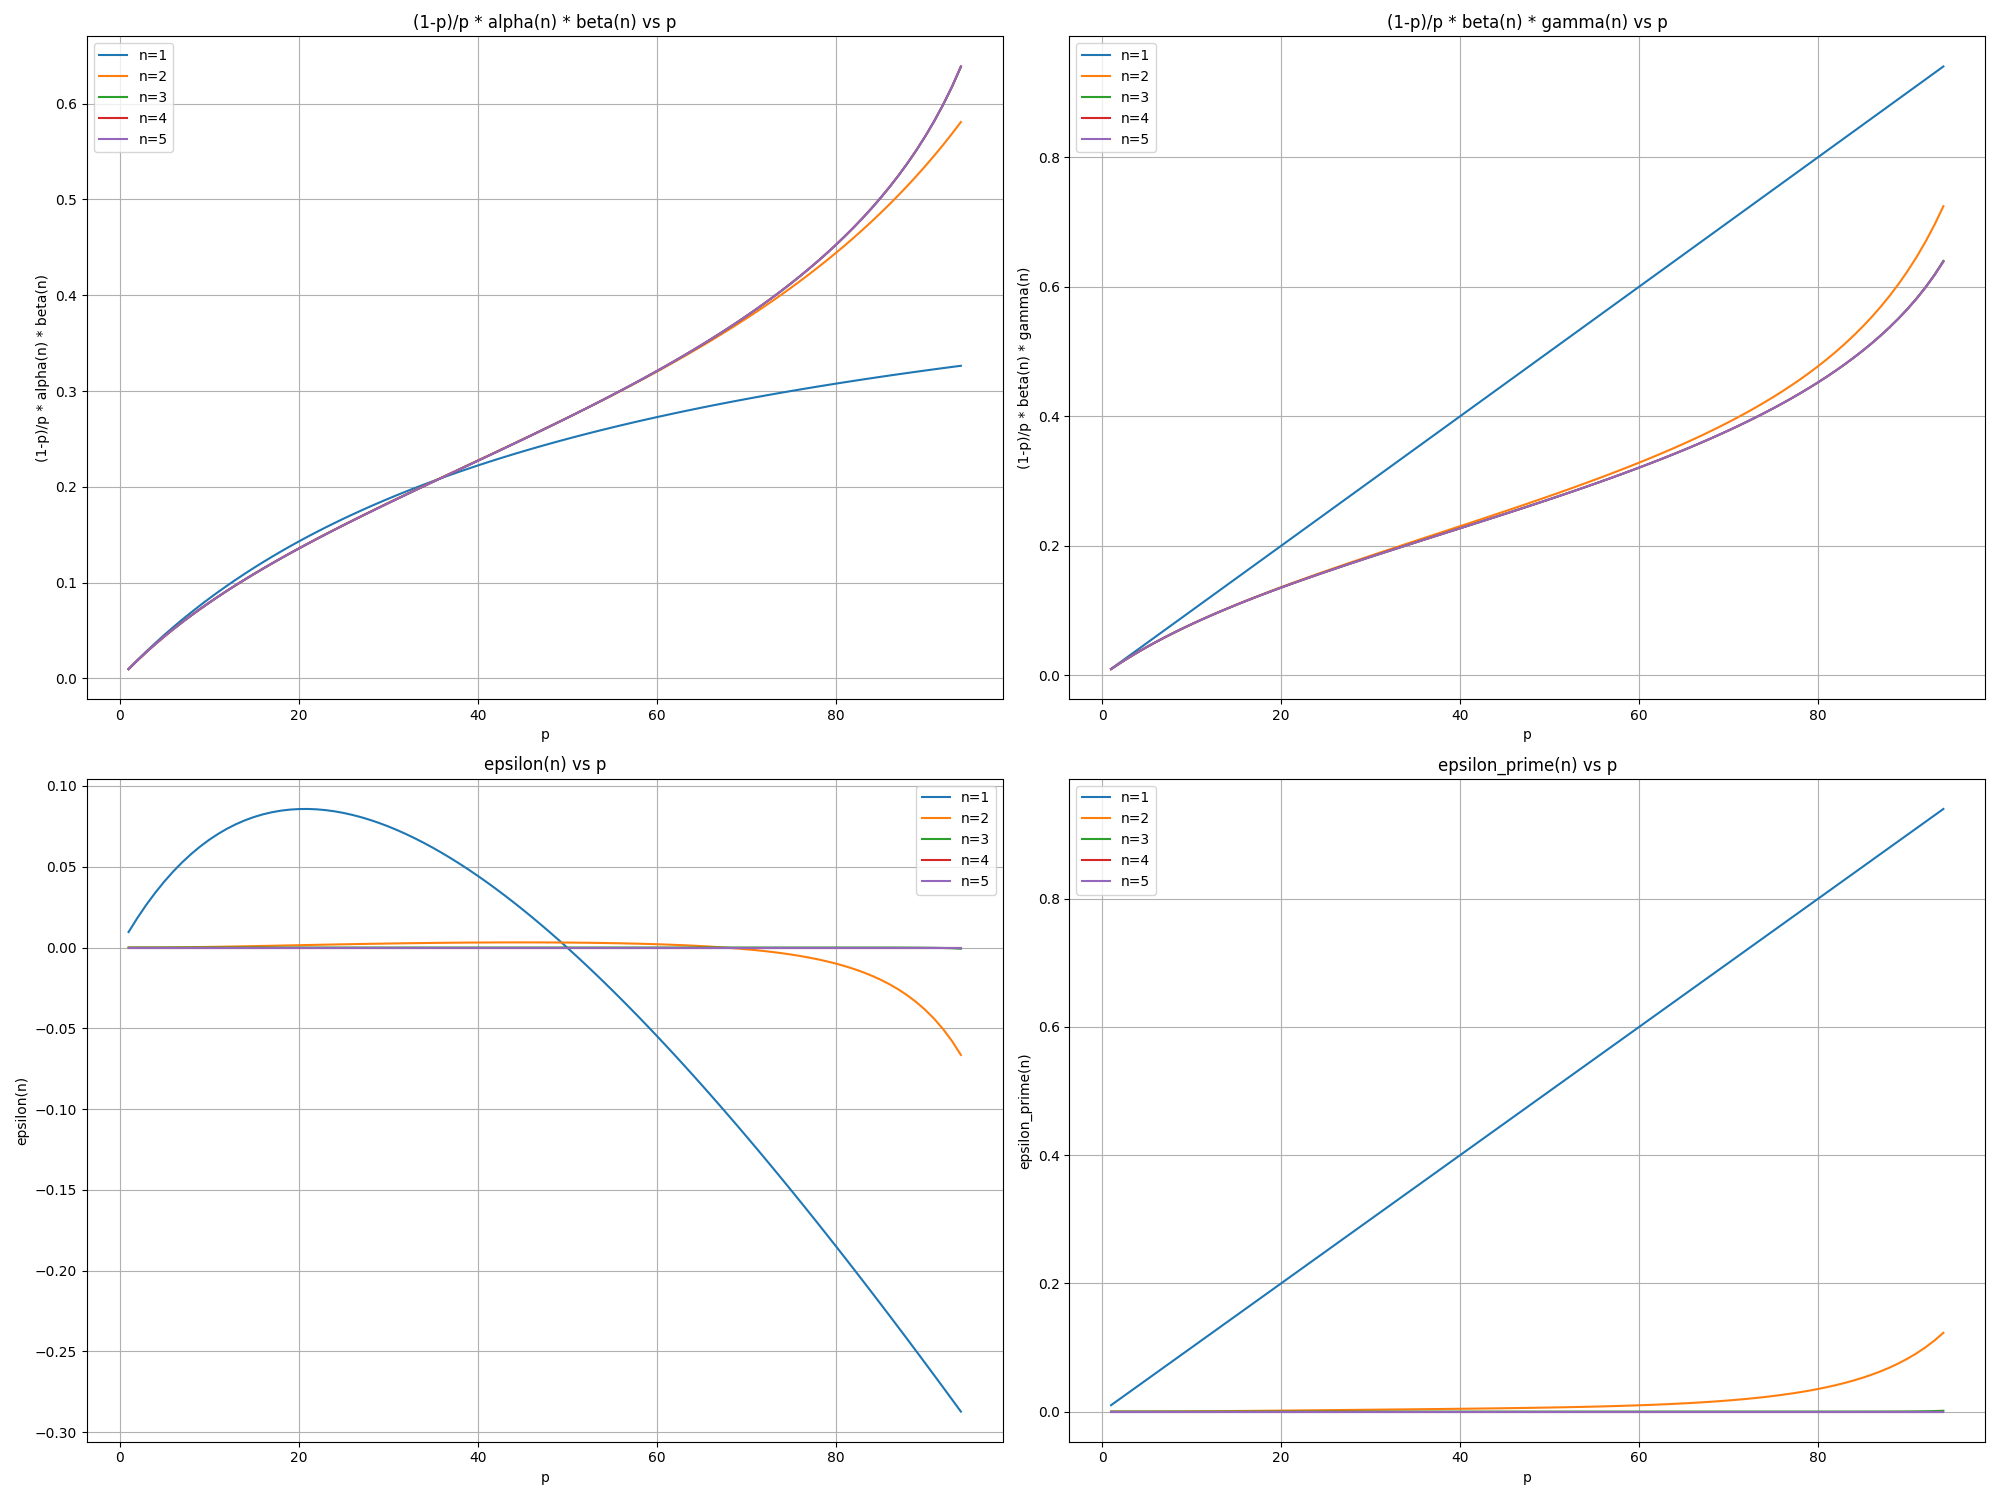 (1-p)/p * alpha(n) * beta(n) vs p
n=1
n=2
n=3
n=4
n=5
0.6
0.5
0.4
0.3
0.2
0.1
0.0
(1-p)/p * alpha(n) * beta(n)
0 20 40 60 80
p
(1-p)/p * beta(n) * gamma(n) vs p
n=1
n=2
n=3
n=4
n=5
0.8
0.6
0.4
0.2
0.0
(1-p)/p * beta(n) * gamma(n)
0 20 40 60 80
p
epsilon(n) vs p
n=1
n=2
n=3
n=4
n=5
0.10
0.05
0.00
−0.05
−0.10
−0.15
−0.20
−0.25
−0.30
epsilon(n)
0 20 40 60 80
p
epsilon_prime(n) vs p
n=1
n=2
n=3
n=4
n=5
0.8
0.6
0.4
0.2
0.0
epsilon_prime(n)
0 20 40 60 80
p